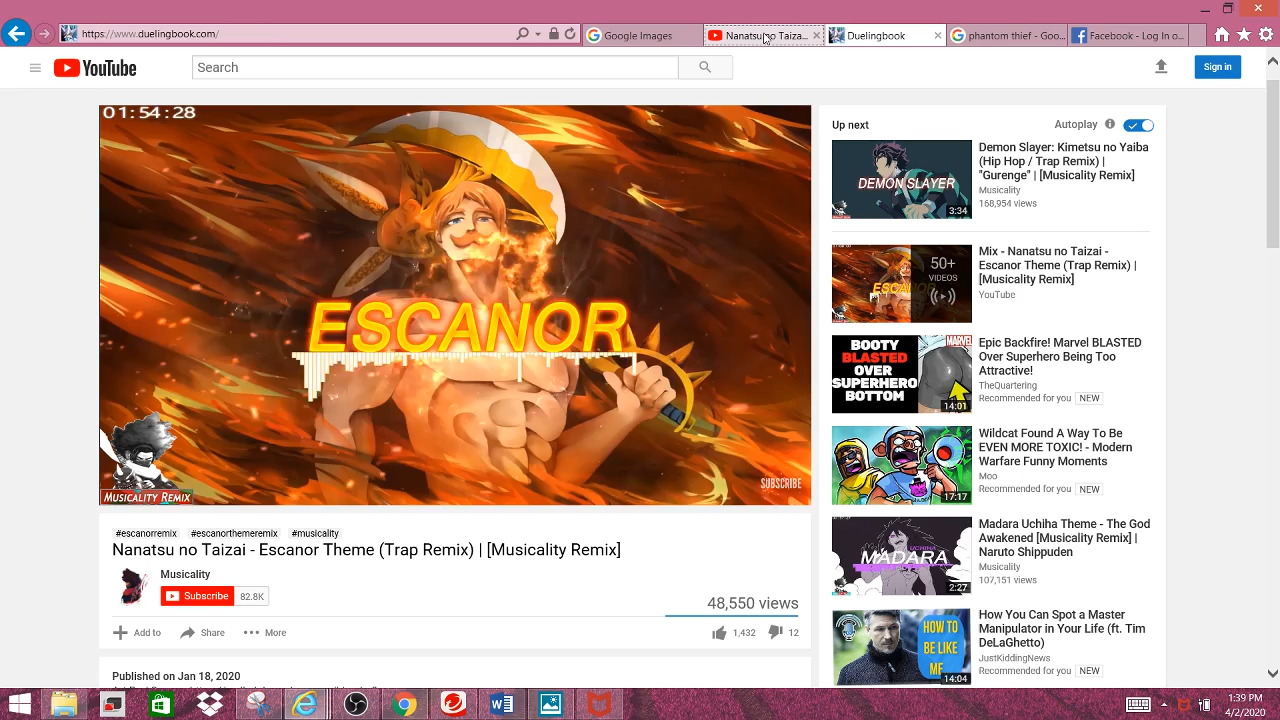 https://www.duelingbook.com/
Google Images
Nanatsu no Taiza...
Duelingbook
phantom thief - Goo...
Facebook - Log In o...
YouTube
Search
Sign in
01:54:28
ESCANOR
MUSICALITY REMIX
SUBSCRIBE
#escanorremix #escanorthemeremix #musicality
Nanatsu no Taizai - Escanor Theme (Trap Remix) | [Musicality Remix]
Musicality
Subscribe 82.8K
48,550 views
Add to Share More
1,432 12
Published on Jan 18, 2020
Up next
Autoplay
DEMON SLAYER
3:34
Demon Slayer: Kimetsu no Yaiba
(Hip Hop / Trap Remix) |
"Gurenge" | [Musicality Remix]
Musicality
168,954 views
50+
VIDEOS
Mix - Nanatsu no Taizai -
Escanor Theme (Trap Remix) |
[Musicality Remix]
YouTube
BOOTY
BLASTED
OVER
SUPERHERO
BOTTOM
MARVEL
14:01
Epic Backfire! Marvel BLASTED
Over Superhero Being Too
Attractive!
TheQuartering
Recommended for you NEW
17:17
Wildcat Found A Way To Be
EVEN MORE TOXIC! - Modern
Warfare Funny Moments
Moo
Recommended for you NEW
UCHIHA
MADARA
2:27
Madara Uchiha Theme - The God
Awakened [Musicality Remix] |
Naruto Shippuden
Musicality
107,151 views
HOW TO
BE LIKE
ME
14:04
How You Can Spot a Master
Manipulator in Your Life (ft. Tim
DeLaGhetto)
JustKiddingNews
Recommended for you NEW
1:39 PM
4/2/2020